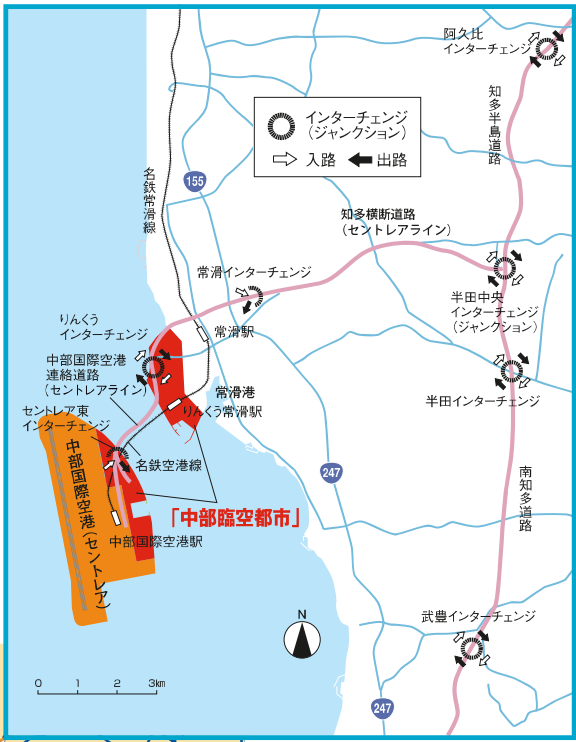 阿久比
インターチェンジ
知多半島道路
インターチェンジ
(ジャンクション)
入路
出路
155
名鉄常滑線
知多横断道路
(セントレアライン)
常滑インターチェンジ
半田中央
インターチェンジ
(ジャンクション)
りんくう
インターチェンジ
常滑駅
中部国際空港
連絡道路
(セントレアライン)
常滑港
りんくう常滑駅
半田インターチェンジ
セントレア東
インターチェンジ
名鉄空港線
中部国際空港(セントレア)
247
南知多道路
「中部臨空都市」
中部国際空港駅
武豊インターチェンジ
N
0 1 2 3km
247